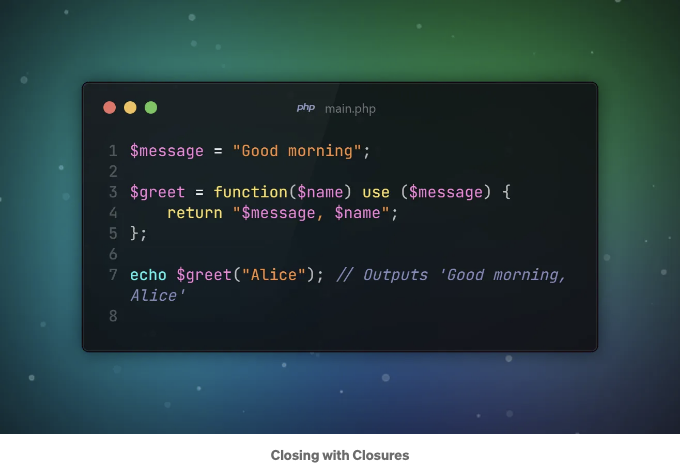 php main.php
1 $message = "Good morning";
2
3 $greet = function($name) use ($message) {
4     return "$message, $name";
5 };
6
7 echo $greet("Alice"); // Outputs 'Good morning,
Alice'
8
Closing with Closures